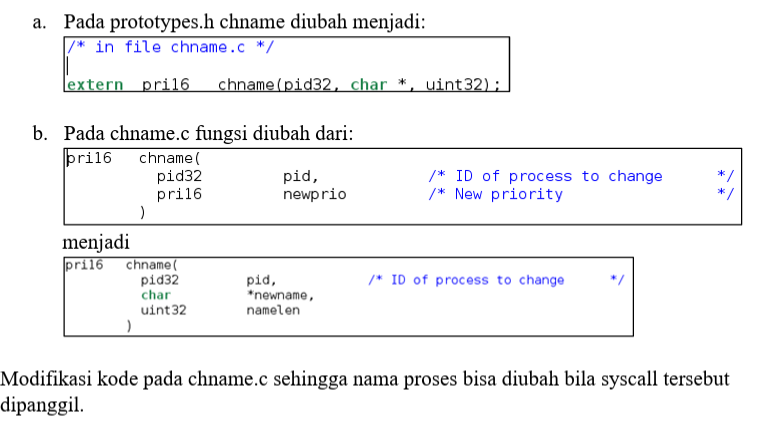 a. Pada prototypes.h chname diubah menjadi:
/* in file chname.c */
extern pri16 chname(pid32, char *, uint32);
b. Pada chname.c fungsi diubah dari:
pri16 chname(
pid32 pid, /* ID of process to change */
pri16 newprio /* New priority */
)
menjadi
pri16 chname(
pid32 pid, /* ID of process to change */
char *newname,
uint32 namelen
)
Modifikasi kode pada chname.c sehingga nama proses bisa diubah bila syscall tersebut
dipanggil.